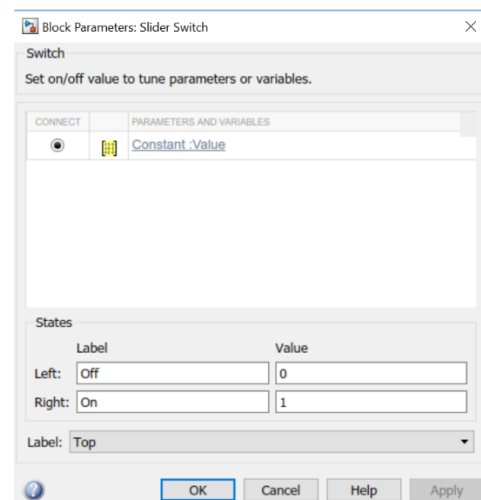 Block Parameters: Slider Switch
Switch
Set on/off value to tune parameters or variables.
CONNECT PARAMETERS AND VARIABLES
Constant :Value
States
Label Value
Left: Off 0
Right: On 1
Label: Top
OK Cancel Help Apply